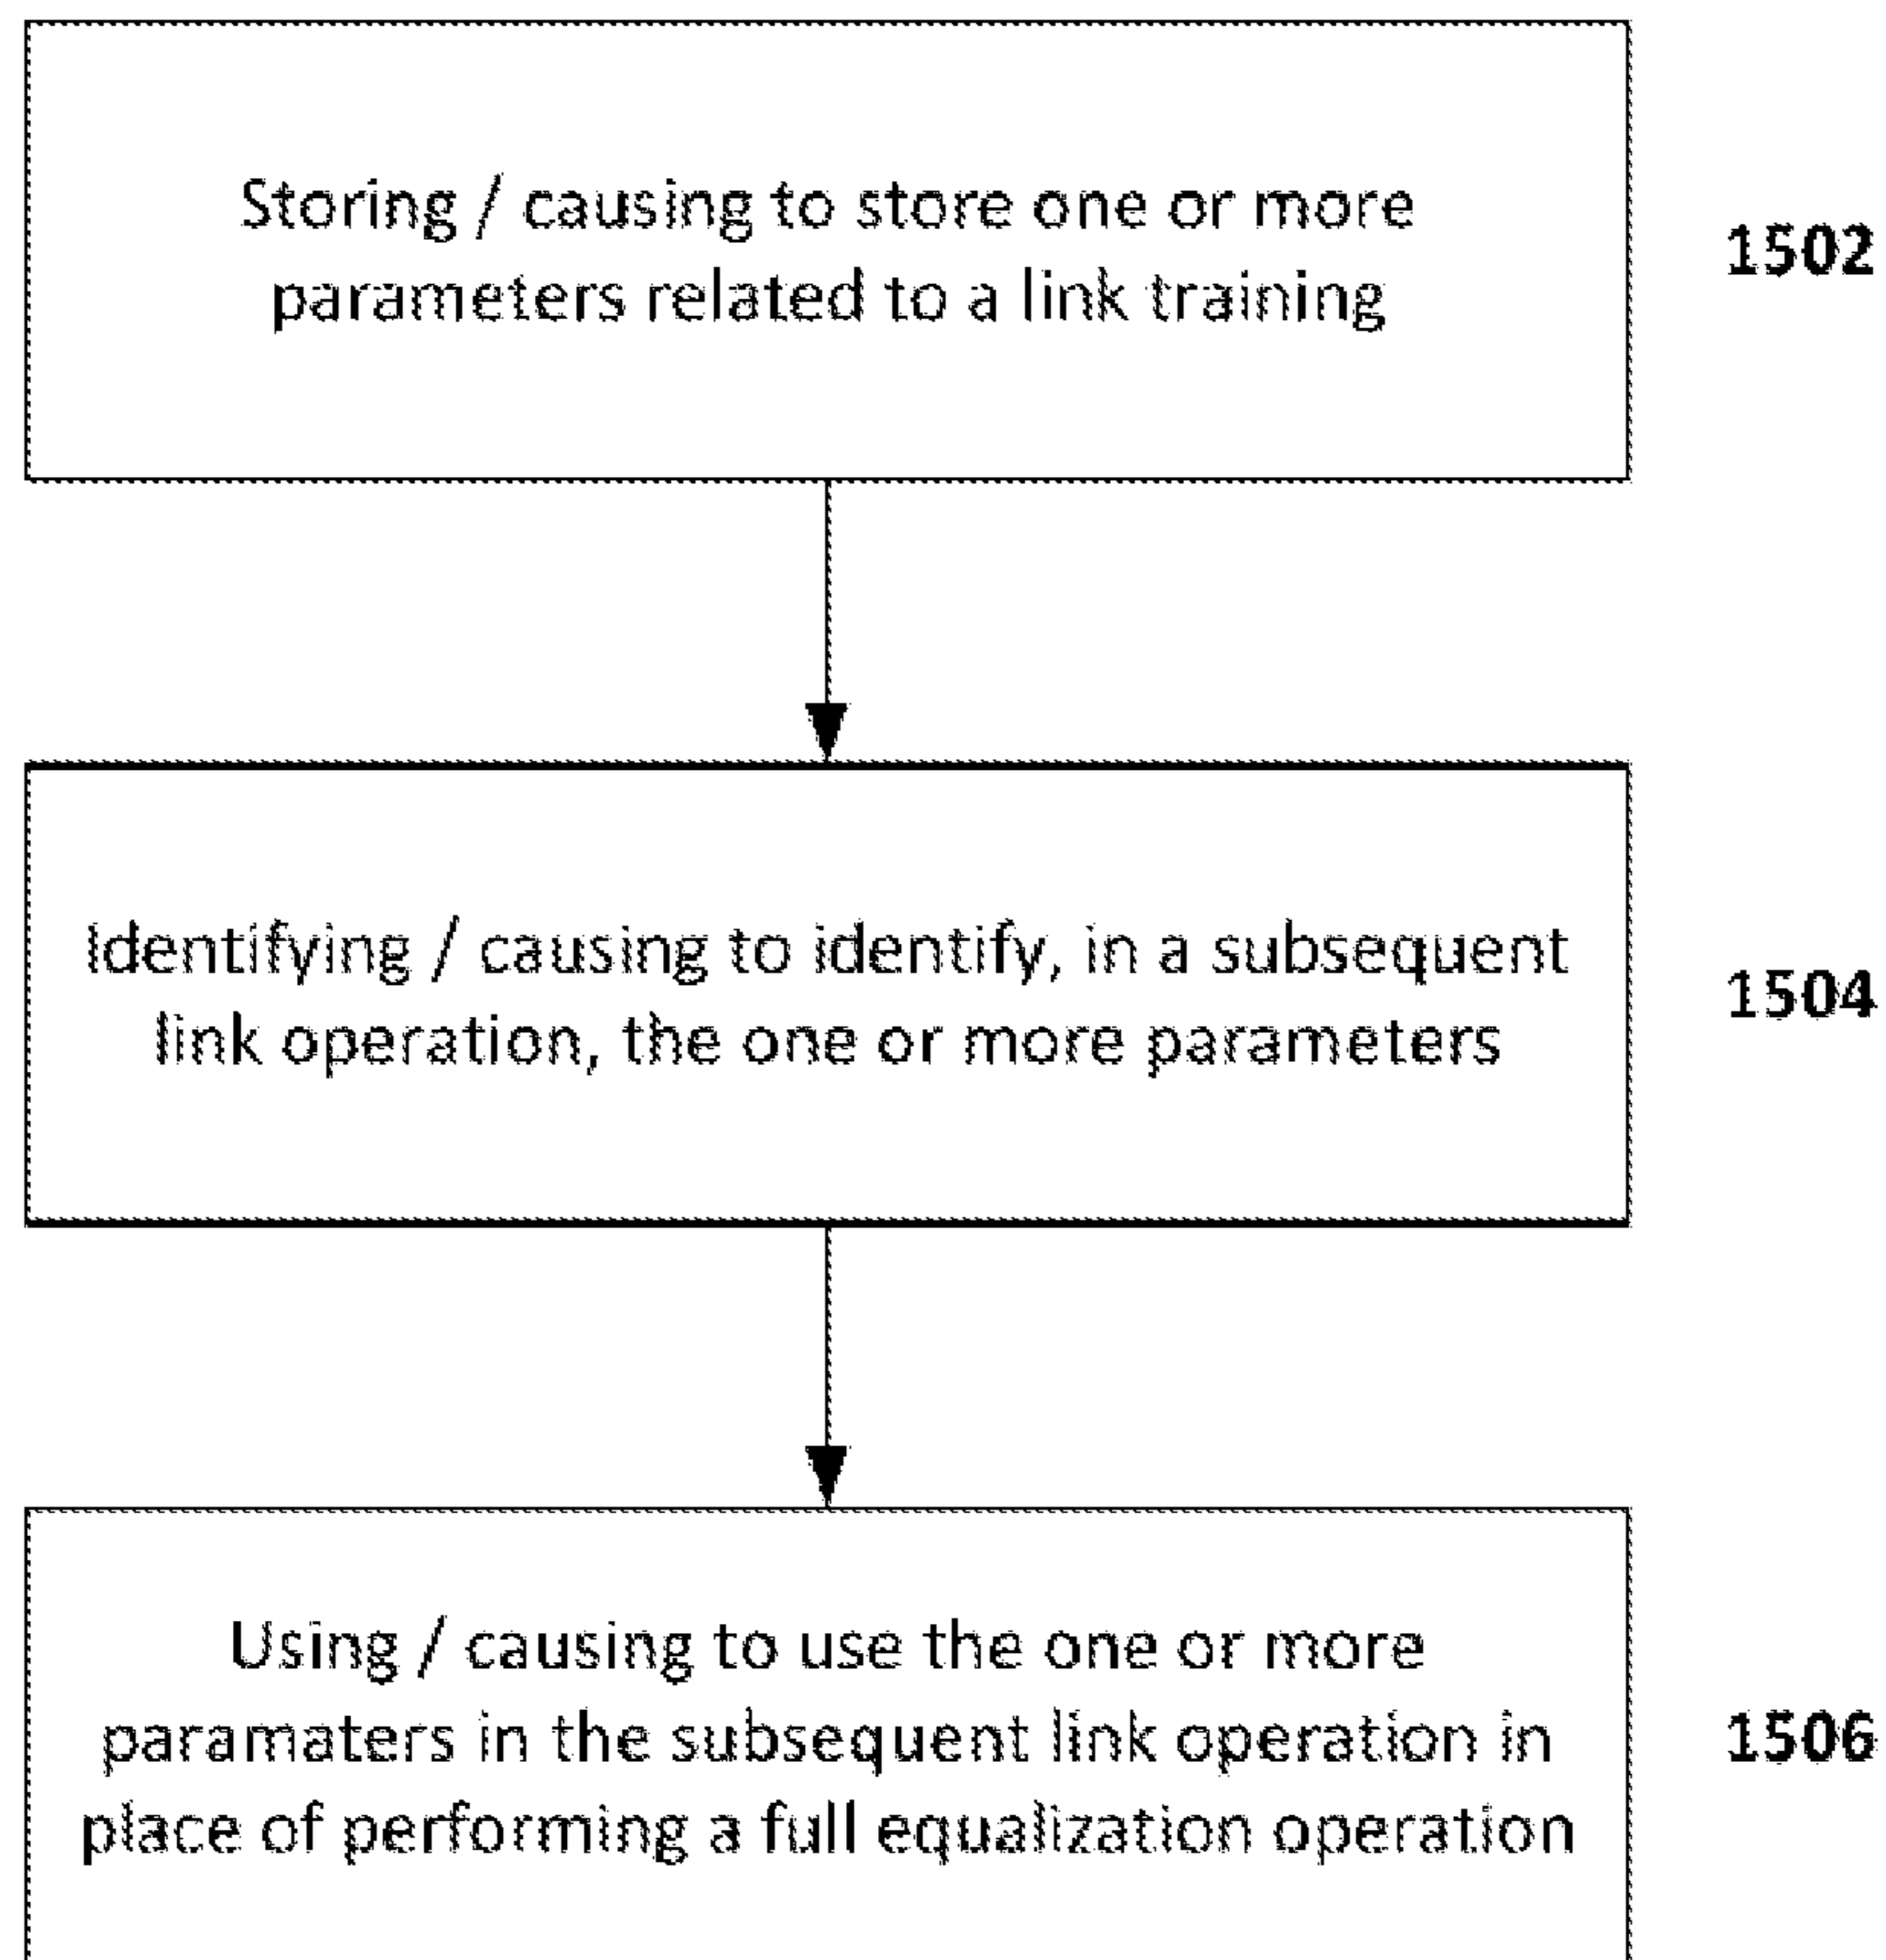 Storing / causing to store one or more
parameters related to a link training
1502
Identifying / causing to identify, in a subsequent
link operation, the one or more parameters
1504
Using / causing to use the one or more
paramaters in the subsequent link operation in
place of performing a full equalization operation
1506